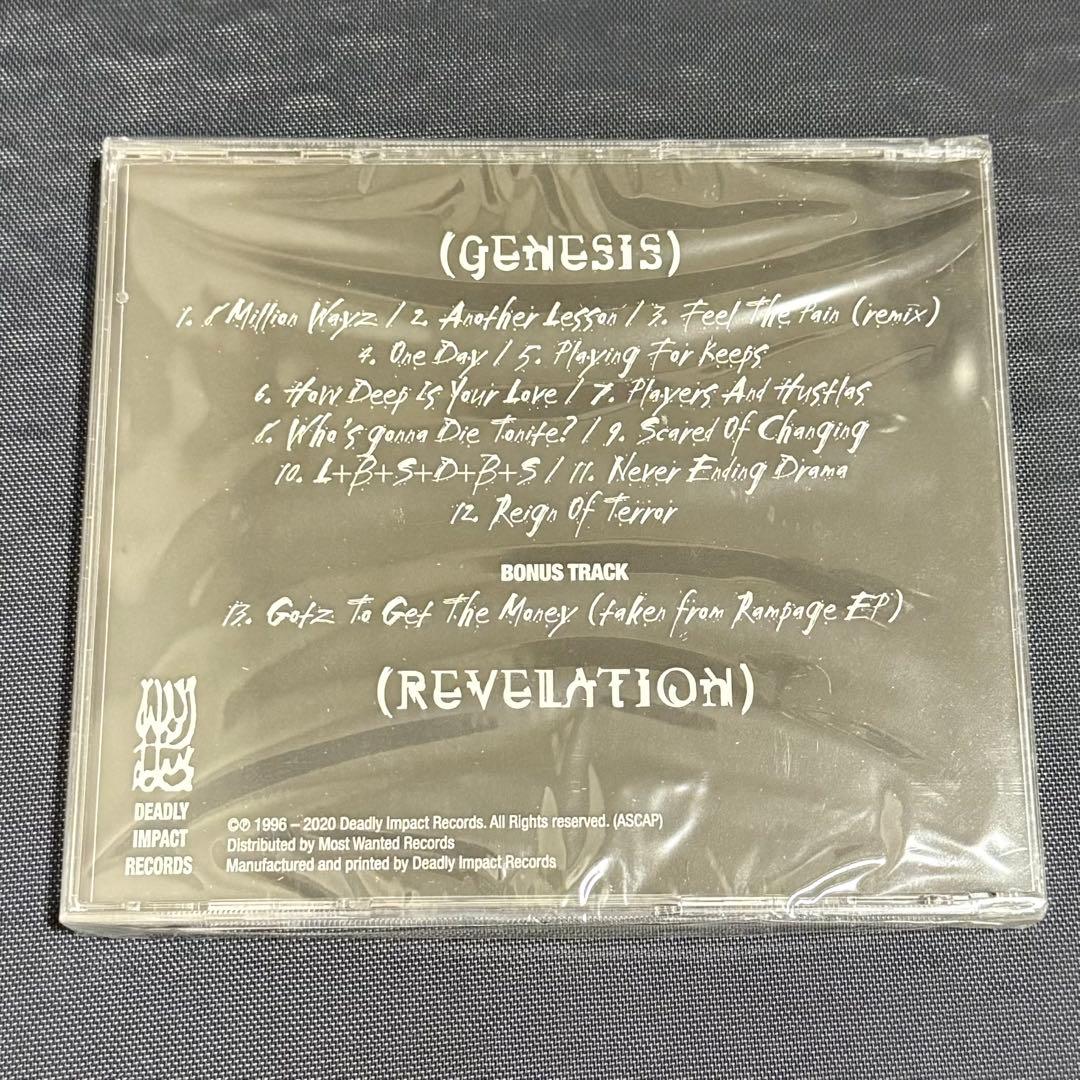 (GENESIS)
1. 6 Million Wayz / 2. Another Lesson / 3. Feel The Pain (remix)
4. One Day / 5. Playing For Keeps
6. How Deep Is Your Love / 7. Players And Hustlas
8. Who's gonna Die Tonite? / 9. Scared Of Changing
10. L+B+S+D+B+S / 11. Never Ending Drama
12. Reign Of Terror
BONUS TRACK
13. Gotz To Get The Money (taken from Rampage EP)
(REVELATION)
DEADLY
IMPACT
RECORDS
©℗ 1996 – 2020 Deadly Impact Records. All Rights reserved. (ASCAP)
Distributed by Most Wanted Records
Manufactured and printed by Deadly Impact Records